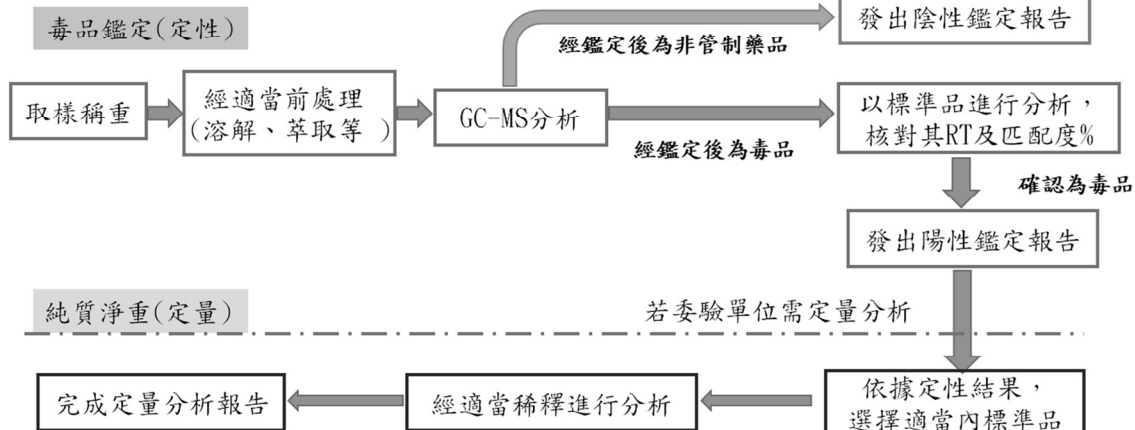 毒品鑑定(定性)
發出陰性鑑定報告
經鑑定後為非管制藥品
取樣稱重
經適當前處理
(溶解、萃取等 )
GC-MS分析
經鑑定後為毒品
以標準品進行分析，
核對其RT及匹配度%
確認為毒品
發出陽性鑑定報告
純質淨重(定量)
若委驗單位需定量分析
依據定性結果，
選擇適當內標準品
經適當稀釋進行分析
完成定量分析報告